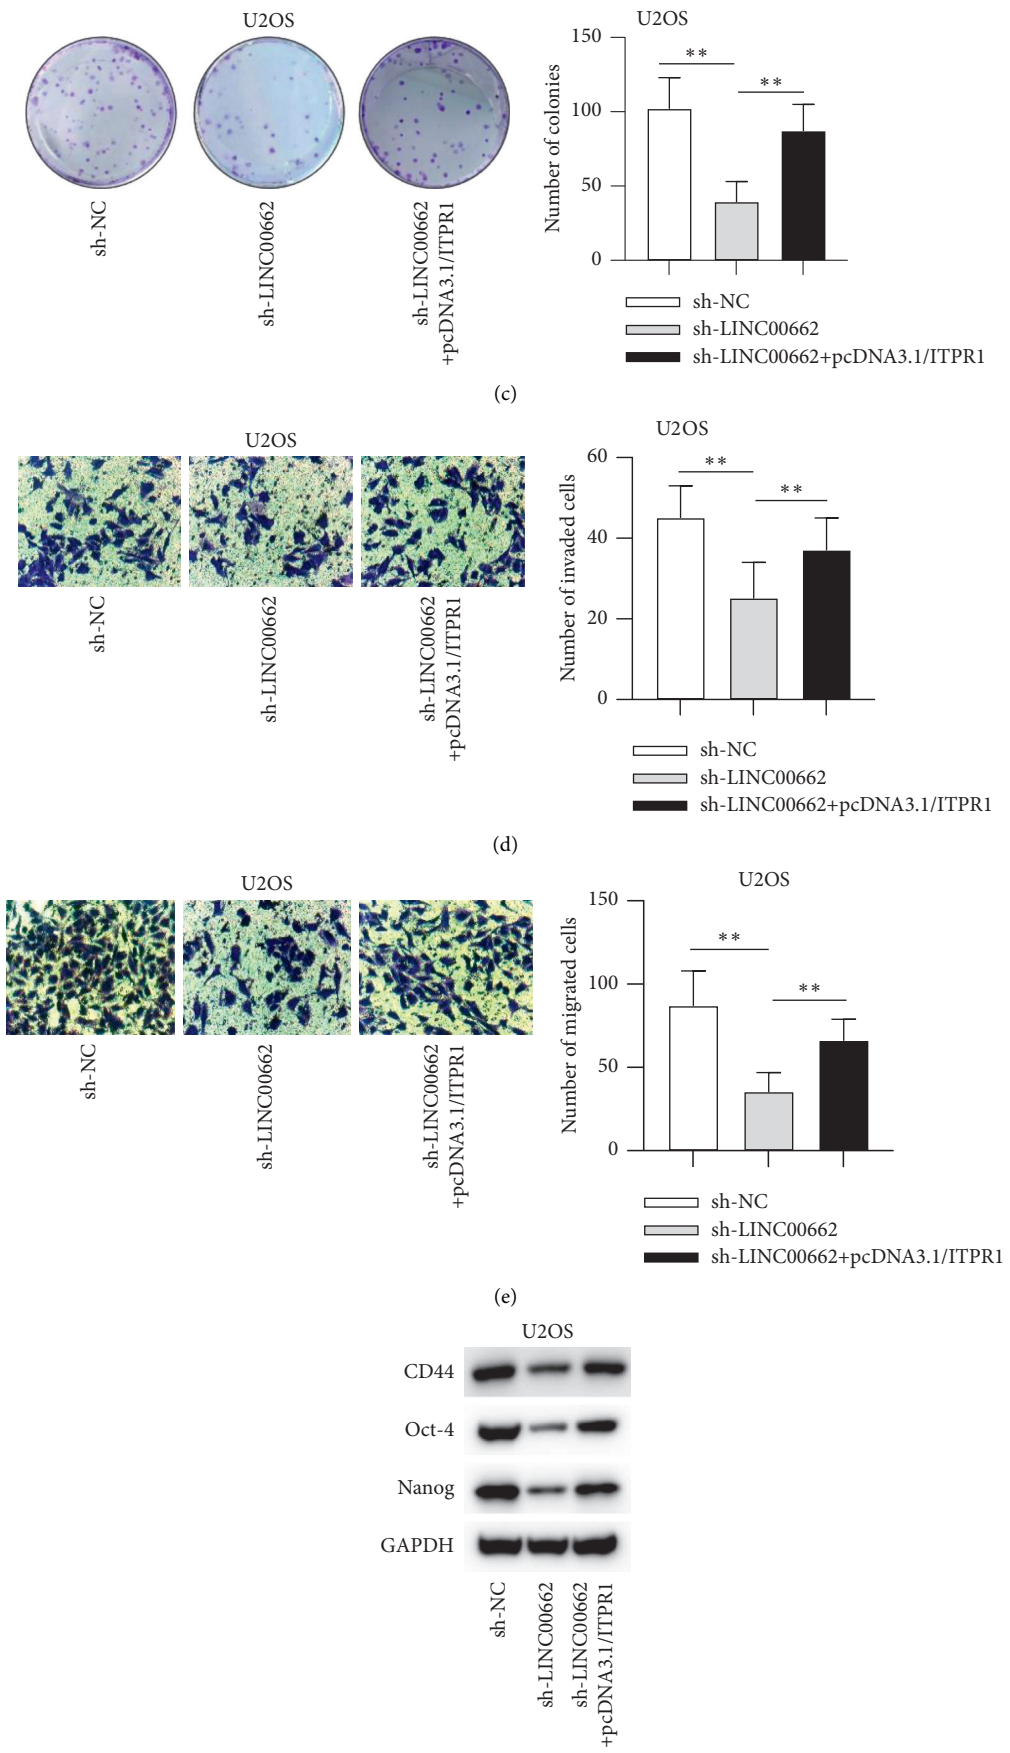 U2OS
sh-NC
sh-LINC00662
sh-LINC00662
+pcDNA3.1/ITPR1
U2OS
Number of colonies
150
100
50
0
**
**
sh-NC
sh-LINC00662
sh-LINC00662+pcDNA3.1/ITPR1
(c)
U2OS
sh-NC
sh-LINC00662
sh-LINC00662
+pcDNA3.1/ITPR1
U2OS
Number of invaded cells
60
40
20
0
**
**
sh-NC
sh-LINC00662
sh-LINC00662+pcDNA3.1/ITPR1
(d)
U2OS
sh-NC
sh-LINC00662
sh-LINC00662
+pcDNA3.1/ITPR1
U2OS
Number of migrated cells
150
100
50
0
**
**
sh-NC
sh-LINC00662
sh-LINC00662+pcDNA3.1/ITPR1
(e)
U2OS
CD44
Oct-4
Nanog
GAPDH
sh-NC
sh-LINC00662
sh-LINC00662
+pcDNA3.1/ITPR1